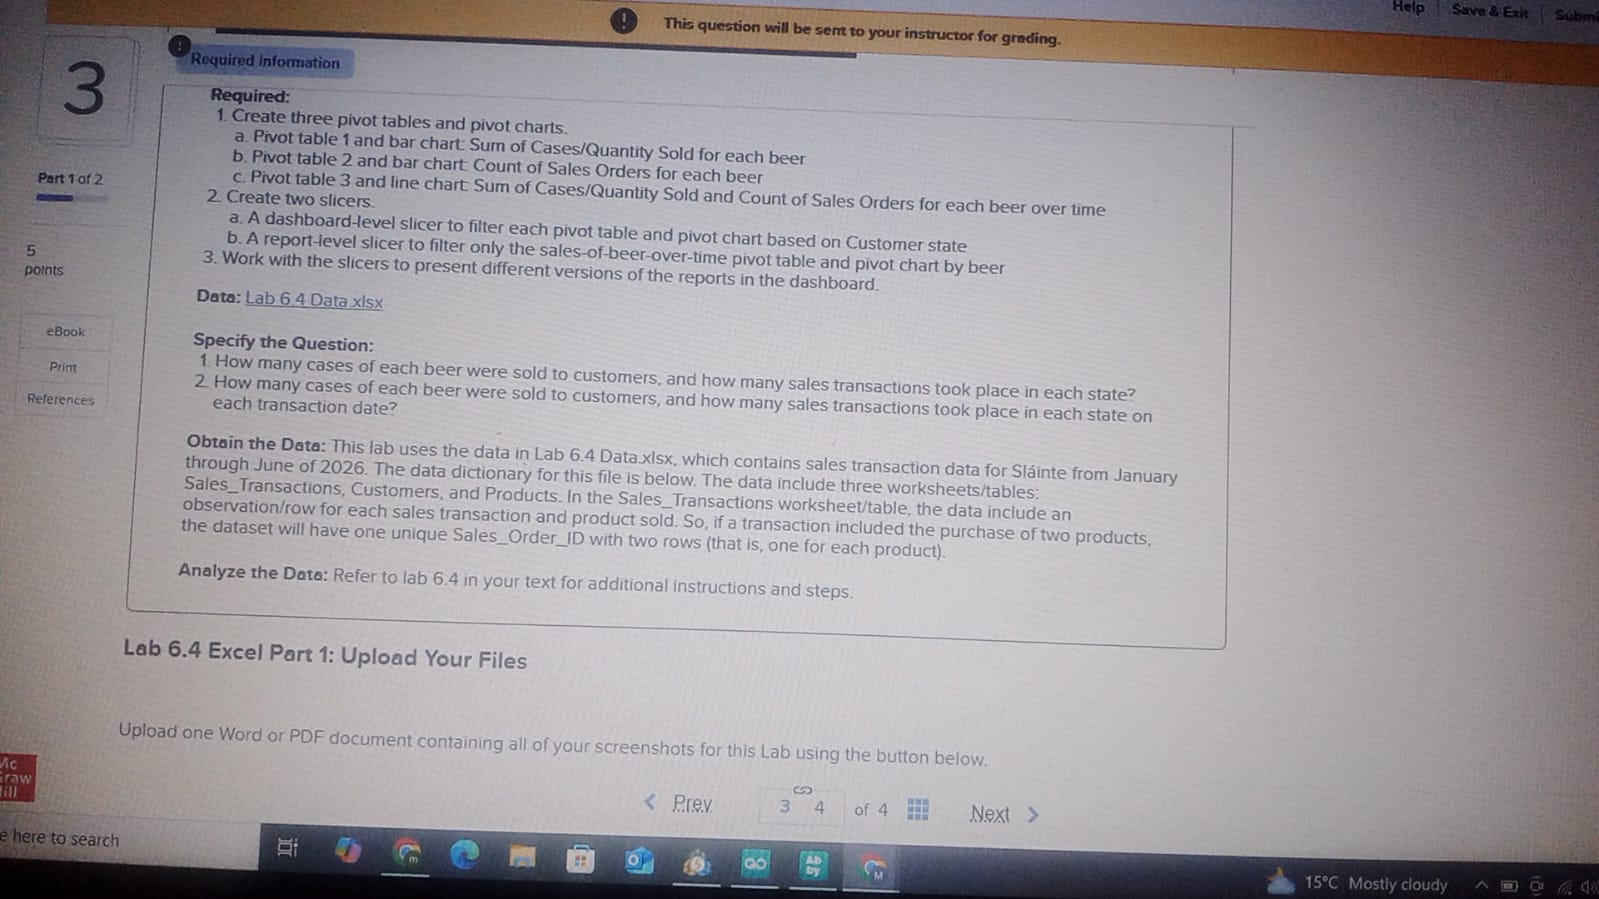 Help
Save & Exit
This question will be sent to your instructor for grading.
3
Required information
Required:
1. Create three pivot tables and pivot charts.
a. Pivot table 1 and bar chart: Sum of Cases/Quantity Sold for each beer
b. Pivot table 2 and bar chart: Count of Sales Orders for each beer
c. Pivot table 3 and line chart: Sum of Cases/Quantity Sold and Count of Sales Orders for each beer over time
2. Create two slicers.
a. A dashboard-level slicer to filter each pivot table and pivot chart based on Customer state
b. A report-level slicer to filter only the sales-of-beer-over-time pivot table and pivot chart by beer
3. Work with the slicers to present different versions of the reports in the dashboard.
Part 1 of 2
5
points
eBook
Print
References
Data: Lab 6.4 Data.xlsx
Specify the Question:
1. How many cases of each beer were sold to customers, and how many sales transactions took place in each state?
2. How many cases of each beer were sold to customers, and how many sales transactions took place in each state on
each transaction date?
Obtain the Data: This lab uses the data in Lab 6.4 Data.xlsx, which contains sales transaction data for Sláinte from January
through June of 2026. The data dictionary for this file is below. The data include three worksheets/tables:
Sales_Transactions, Customers, and Products. In the Sales_Transactions worksheet/table, the data include an
observation/row for each sales transaction and product sold. So, if a transaction included the purchase of two products,
the dataset will have one unique Sales_Order_ID with two rows (that is, one for each product).
Analyze the Data: Refer to lab 6.4 in your text for additional instructions and steps.
Lab 6.4 Excel Part 1: Upload Your Files
Upload one Word or PDF document containing all of your screenshots for this Lab using the button below.
Mc
Graw
Hill
Prev
3 4 of 4
Next
e here to search
Ab
by
15°C Mostly cloudy